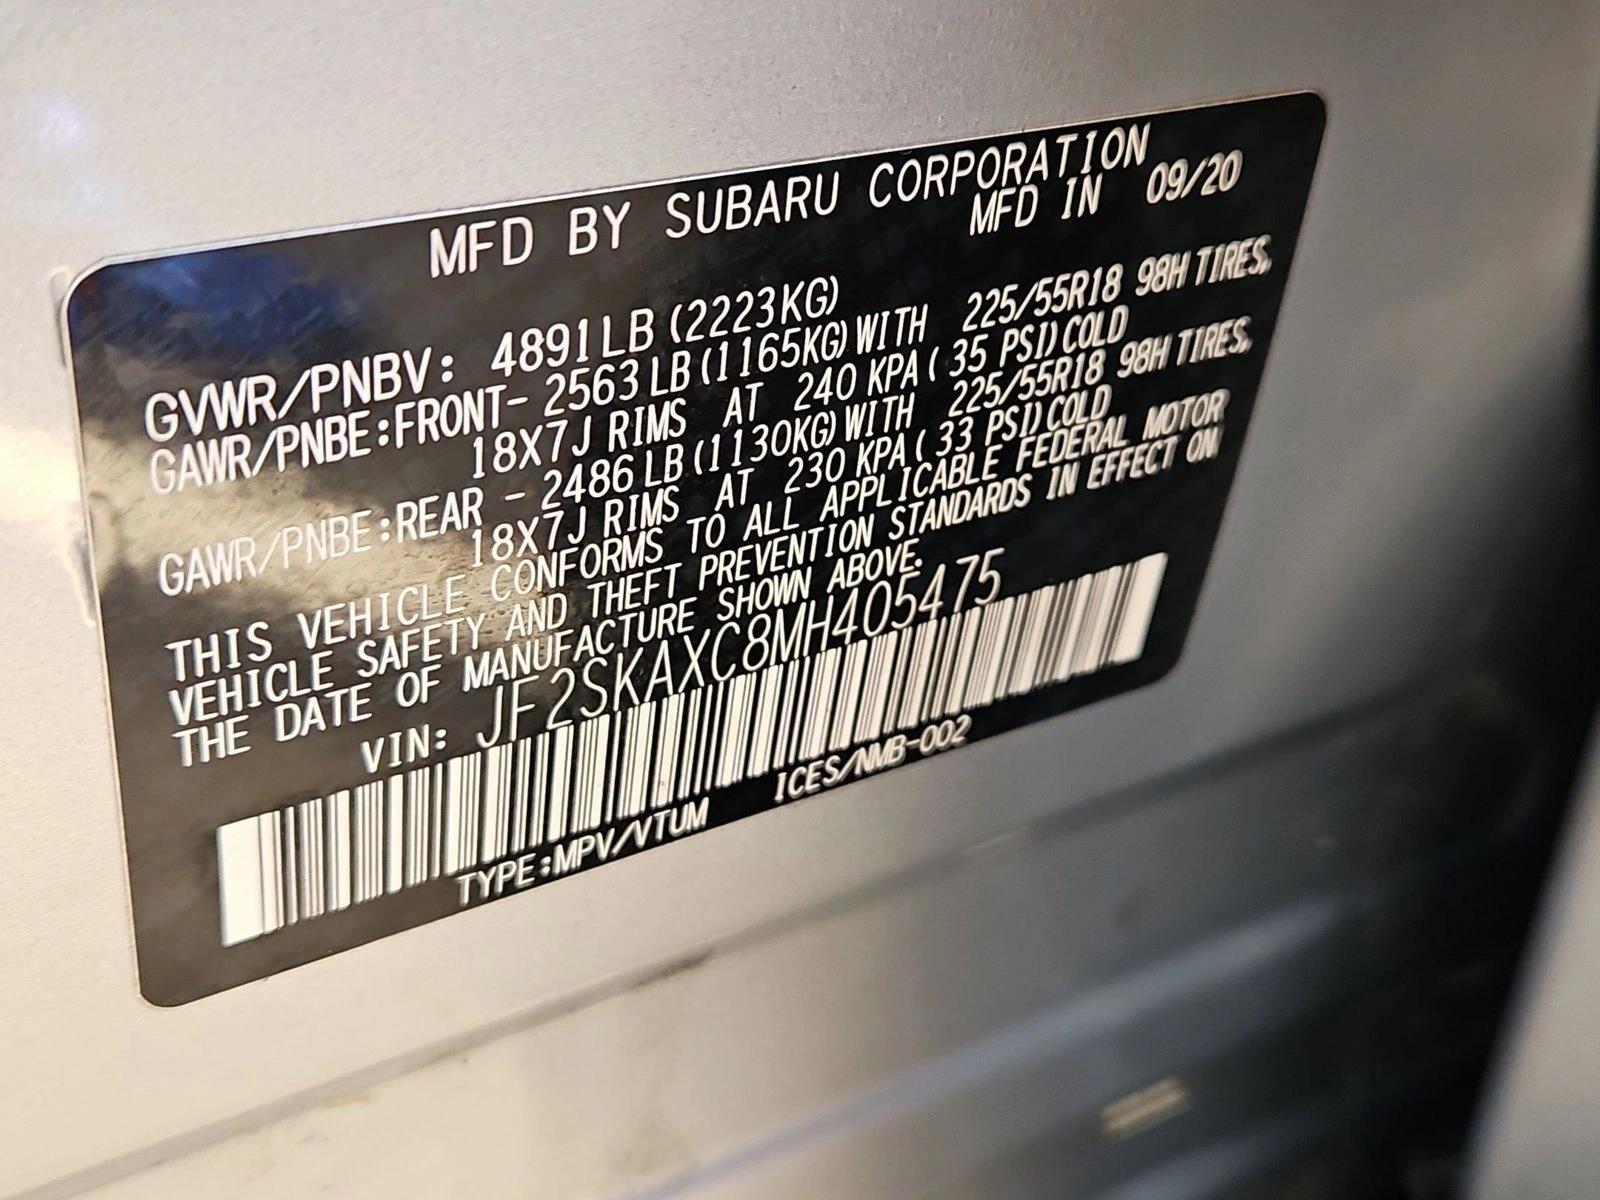 MFD BY SUBARU CORPORATION
MFD IN 09/20
GVWR/PNBV: 4891LB (2223KG)
GAWR/PNBE:FRONT- 2563LB (1165KG) WITH 225/55R18 98H TIRES,
18X7J RIMS AT 240 KPA ( 35 PSI) COLD
GAWR/PNBE:REAR - 2486LB (1130KG) WITH 225/55R18 98H TIRES,
18X7J RIMS AT 230 KPA ( 33 PSI) COLD
THIS VEHICLE CONFORMS TO ALL APPLICABLE FEDERAL MOTOR
VEHICLE SAFETY AND THEFT PREVENTION STANDARDS IN EFFECT ON
THE DATE OF MANUFACTURE SHOWN ABOVE.
VIN: JF2SKAXC8MH405475
TYPE:MPV/VTUM ICES/NMB-002